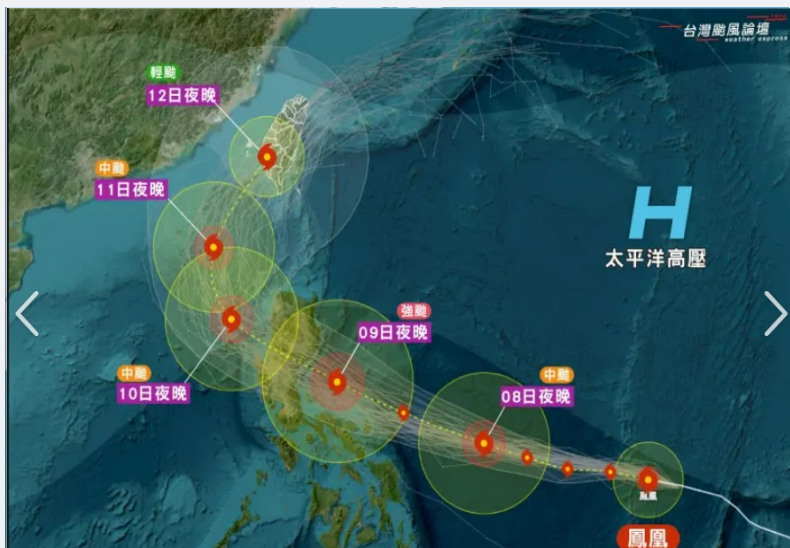 台灣颱風論壇
weather express
輕颱
12日夜晚
中颱
11日夜晚
H
太平洋高壓
強颱
09日夜晚
中颱
10日夜晚
中颱
08日夜晚
鳳凰
鳳凰